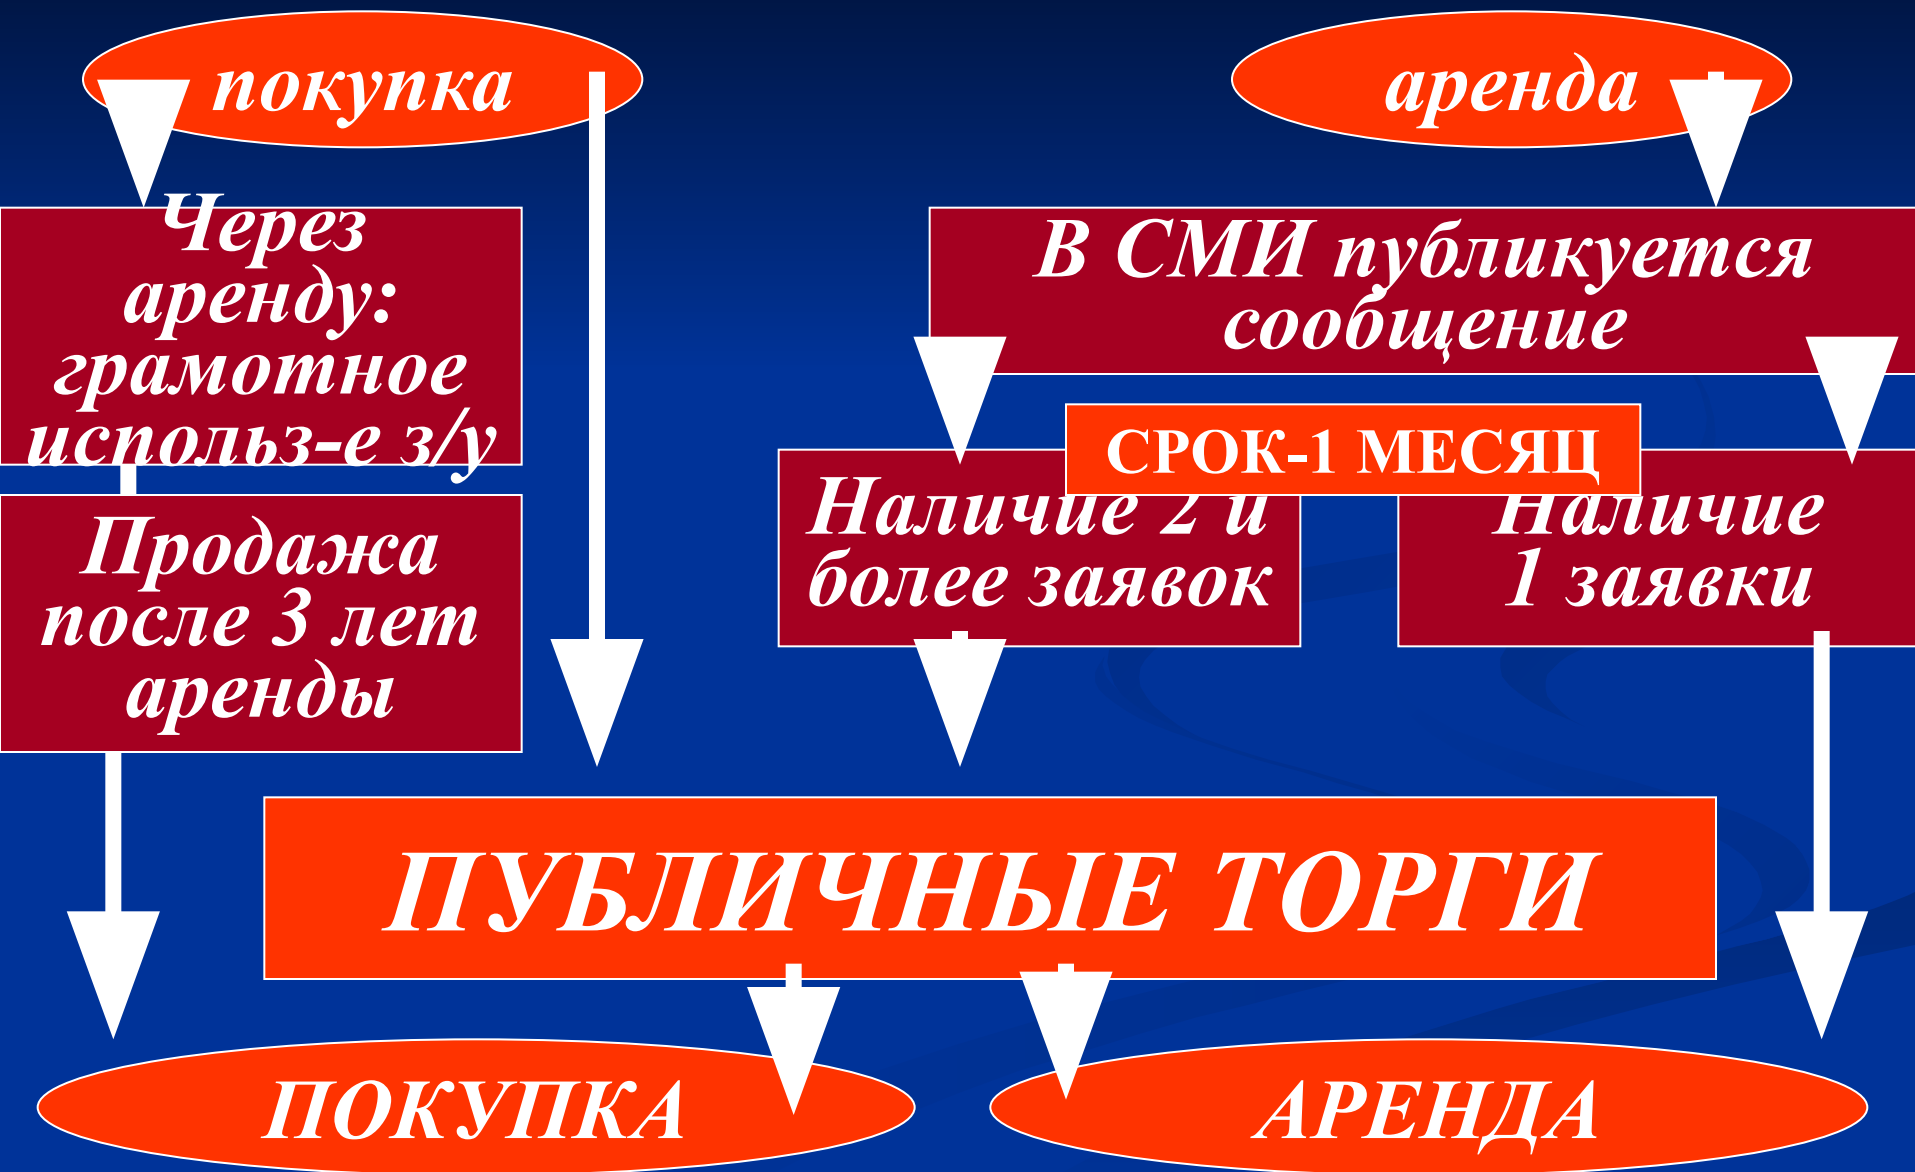 покупка
аренда
Через
аренду:
грамотное
использ-е з/у
В СМИ публикуется
сообщение
СРОК-1 МЕСЯЦ
Наличие 2 и
более заявок
Наличие
1 заявки
Продажа
после 3 лет
аренды
ПУБЛИЧНЫЕ ТОРГИ
ПОКУПКА
АРЕНДА